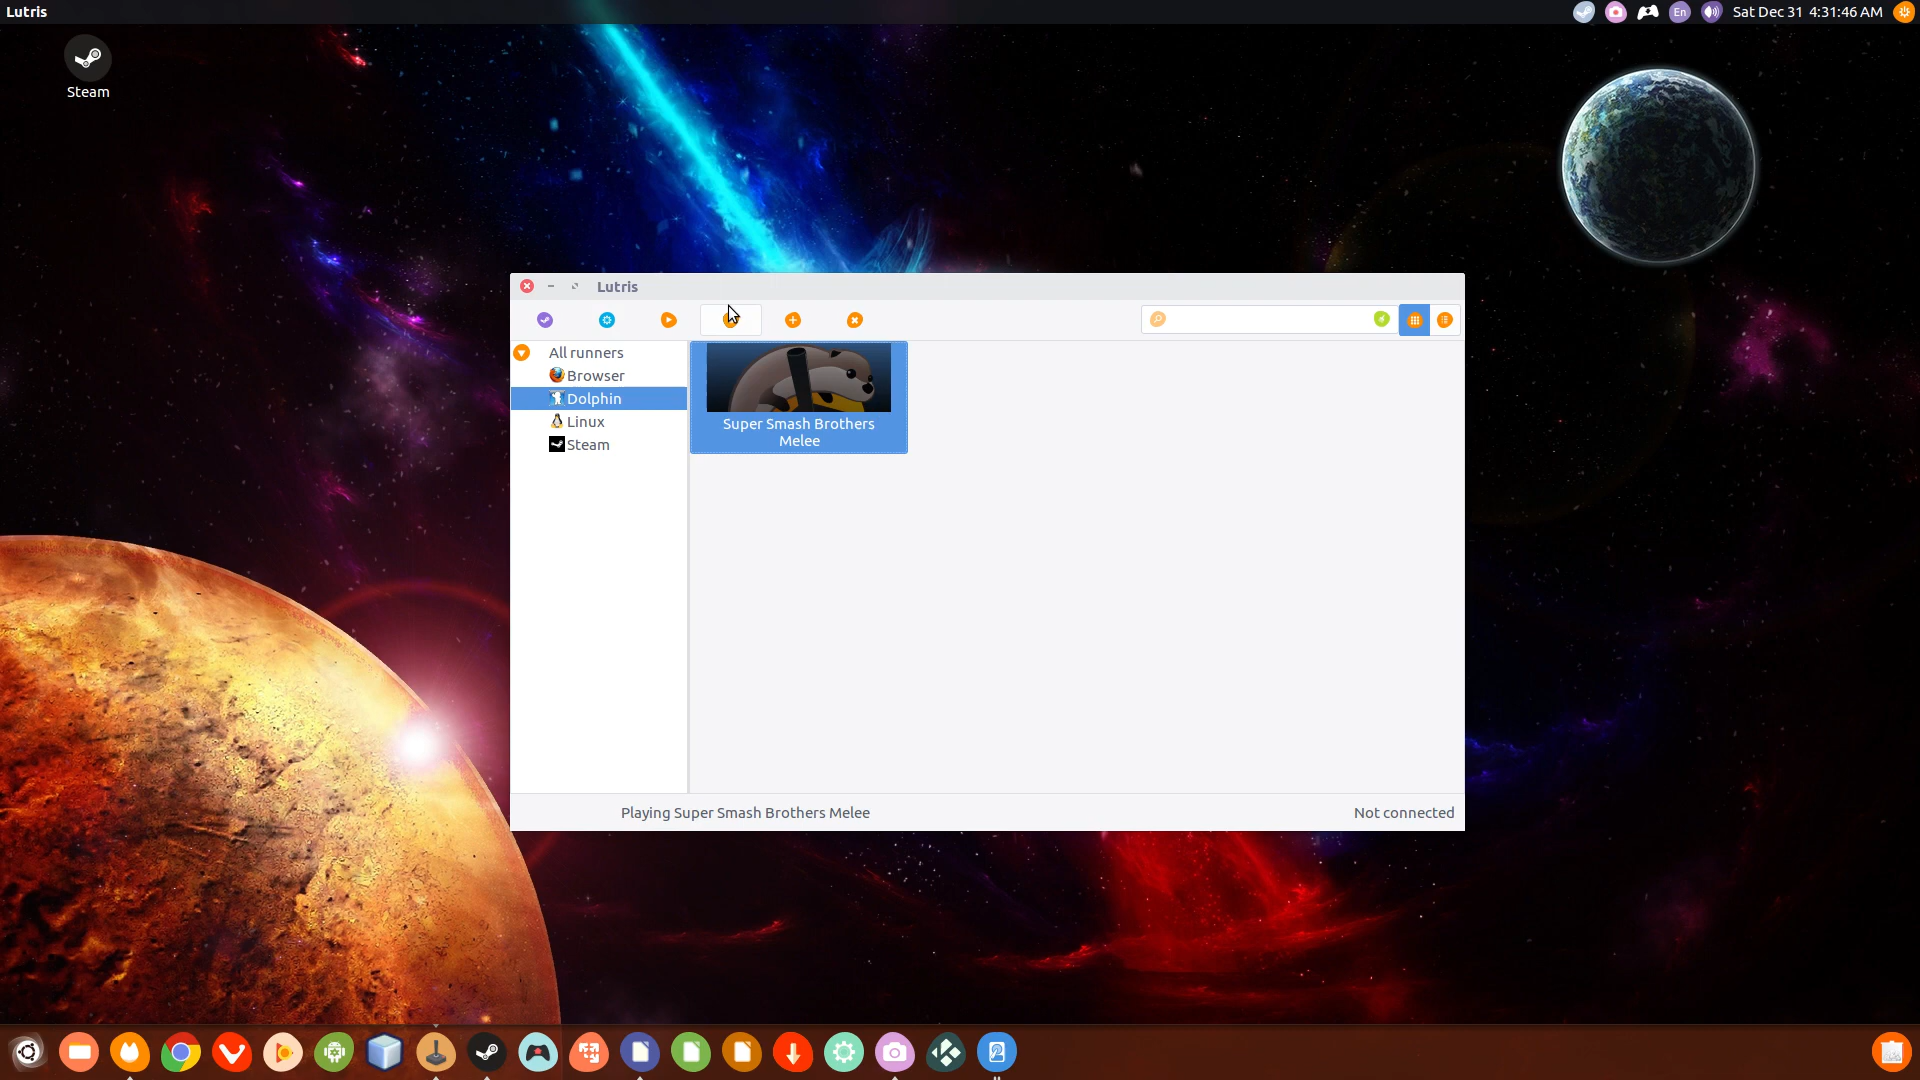 Lutris
En
Sat Dec 31 4:31:46 AM
Steam
Lutris
All runners
Browser
Dolphin
Linux
Steam
Super Smash Brothers
Melee
Playing Super Smash Brothers Melee
Not connected